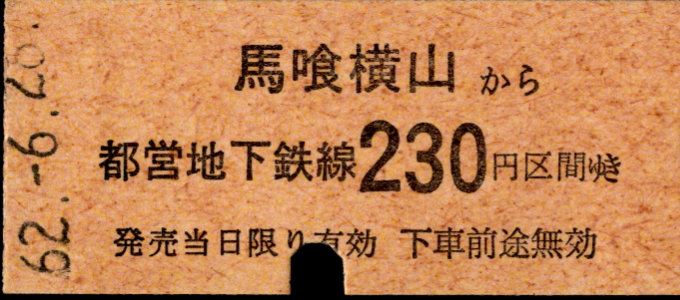 馬喰横山から
都営地下鉄線230円区間ゆき
発売当日限り有効 下車前途無効
62.-6.28.